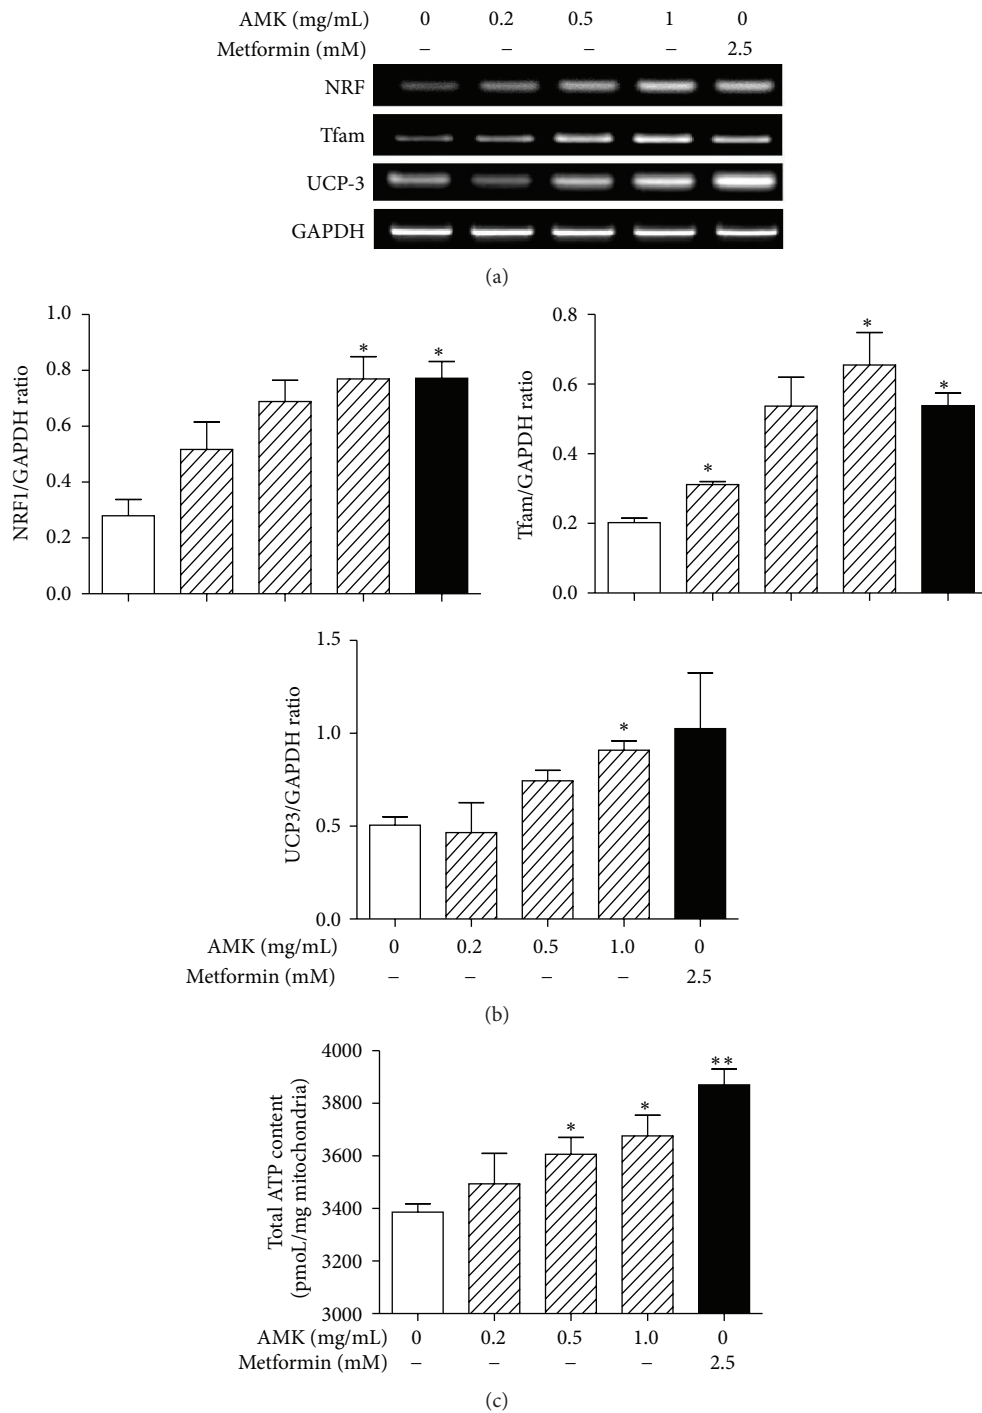 AMK (mg/mL) 0 0.2 0.5 1 0
Metformin (mM) – – – – 2.5
NRF
Tfam
UCP-3
GAPDH
(a)
NRF1/GAPDH ratio
1.0
0.8
0.6
0.4
0.2
0.0
* *
Tfam/GAPDH ratio
0.8
0.6
0.4
0.2
0.0
* * *
UCP3/GAPDH ratio
1.5
1.0
0.5
0.0
*
AMK (mg/mL) 0 0.2 0.5 1.0 0
Metformin (mM) – – – – 2.5
(b)
Total ATP content
(pmoL/mg mitochondria)
4000
3800
3600
3400
3200
3000
* * **
AMK (mg/mL) 0 0.2 0.5 1.0 0
Metformin (mM) – – – – 2.5
(c)